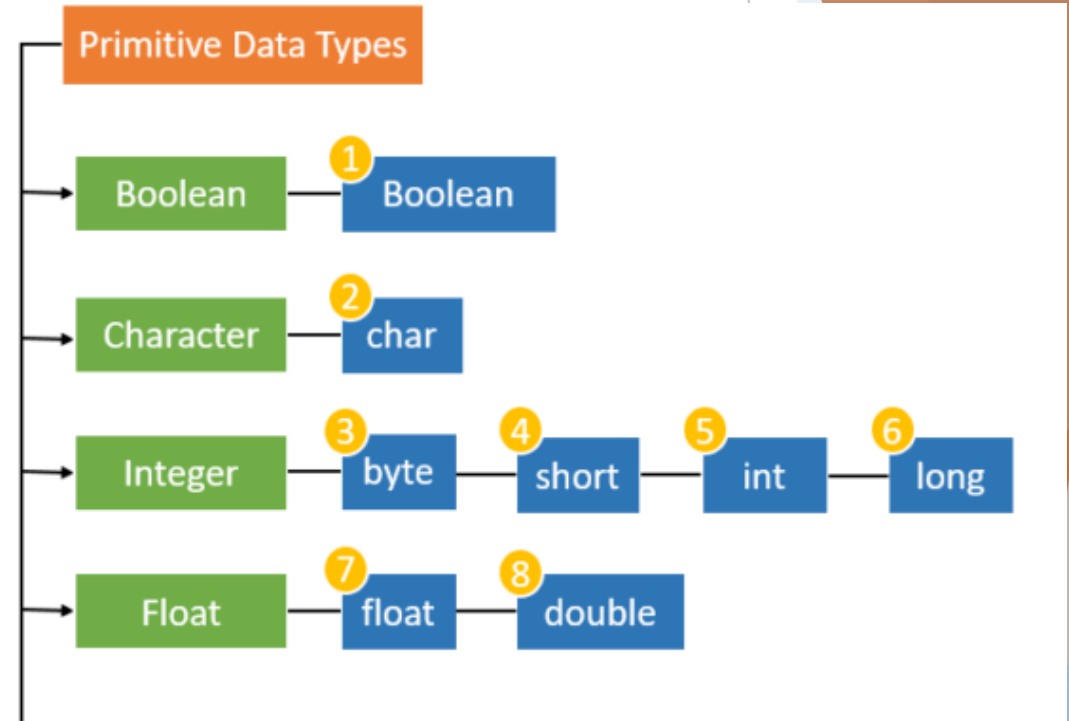 Primitive Data Types
1
Boolean Boolean
2
Character char
3 4 5 6
Integer byte short int long
7 8
Float float double